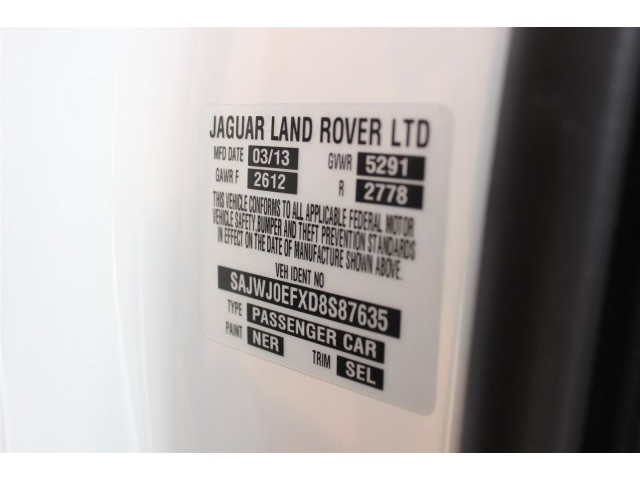 JAGUAR LAND ROVER LTD
MFD DATE 03/13 GVWR 5291
GAWR F 2612 R 2778
THIS VEHICLE CONFORMS TO ALL APPLICABLE FEDERAL MOTOR
VEHICLE SAFETY, BUMPER AND THEFT PREVENTION STANDARDS
IN EFFECT ON THE DATE OF MANUFACTURE SHOWN ABOVE.
VEH IDENT NO
SAJWJ0EFXD8S87635
TYPE PASSENGER CAR
PAINT NER TRIM SEL